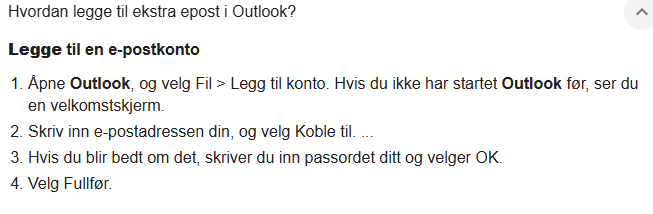 Hvordan legge til ekstra epost i Outlook?
Legge til en e-postkonto
1. Åpne Outlook, og velg Fil > Legg til konto. Hvis du ikke har startet Outlook før, ser du
en velkomstskjerm.
2. Skriv inn e-postadressen din, og velg Koble til. ...
3. Hvis du blir bedt om det, skriver du inn passordet ditt og velger OK.
4. Velg Fullfør.